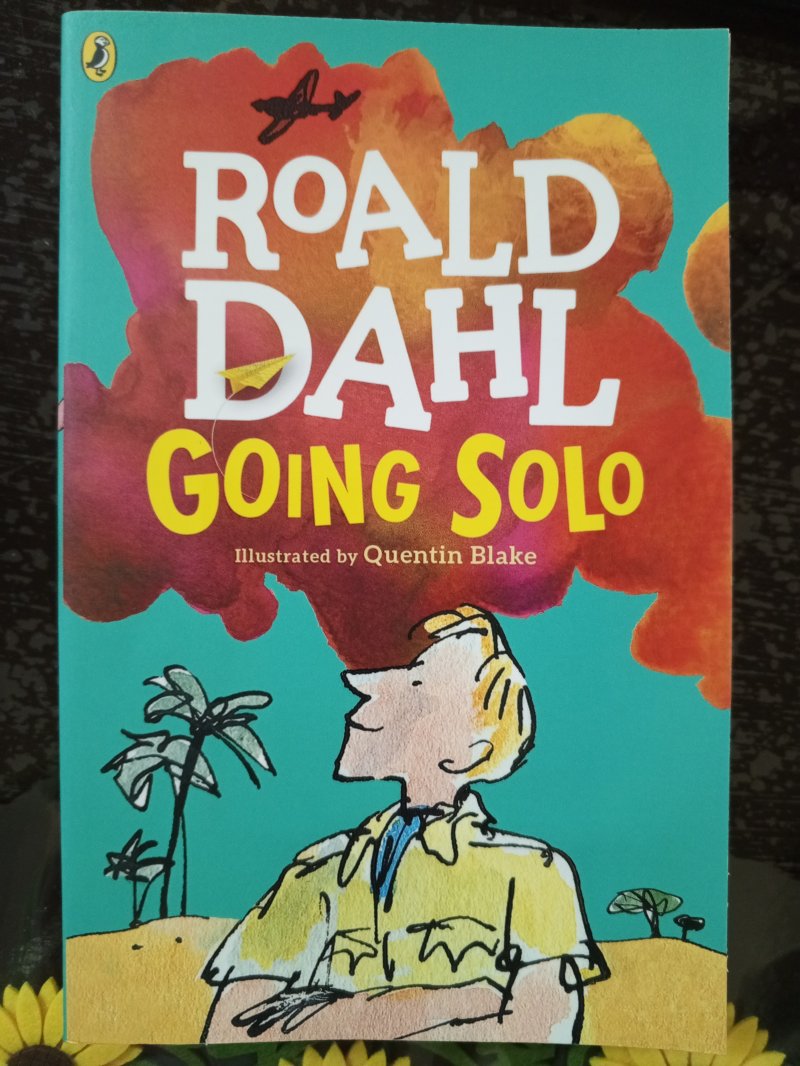 ROALD
DAHL
GOING SOLO
Illustrated by Quentin Blake